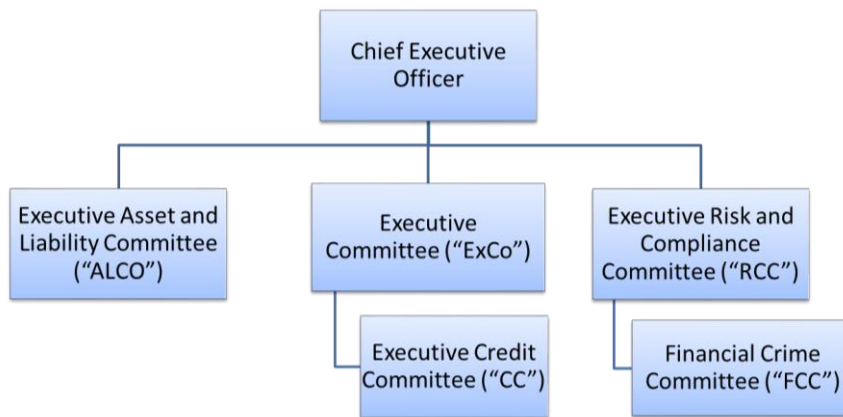 Chief Executive
Officer
Executive Asset and
Liability Committee
(“ALCO”)
Executive
Committee (“ExCo”)
Executive Risk and
Compliance
Committee (“RCC”)
Executive Credit
Committee (“CC”)
Financial Crime
Committee (“FCC”)